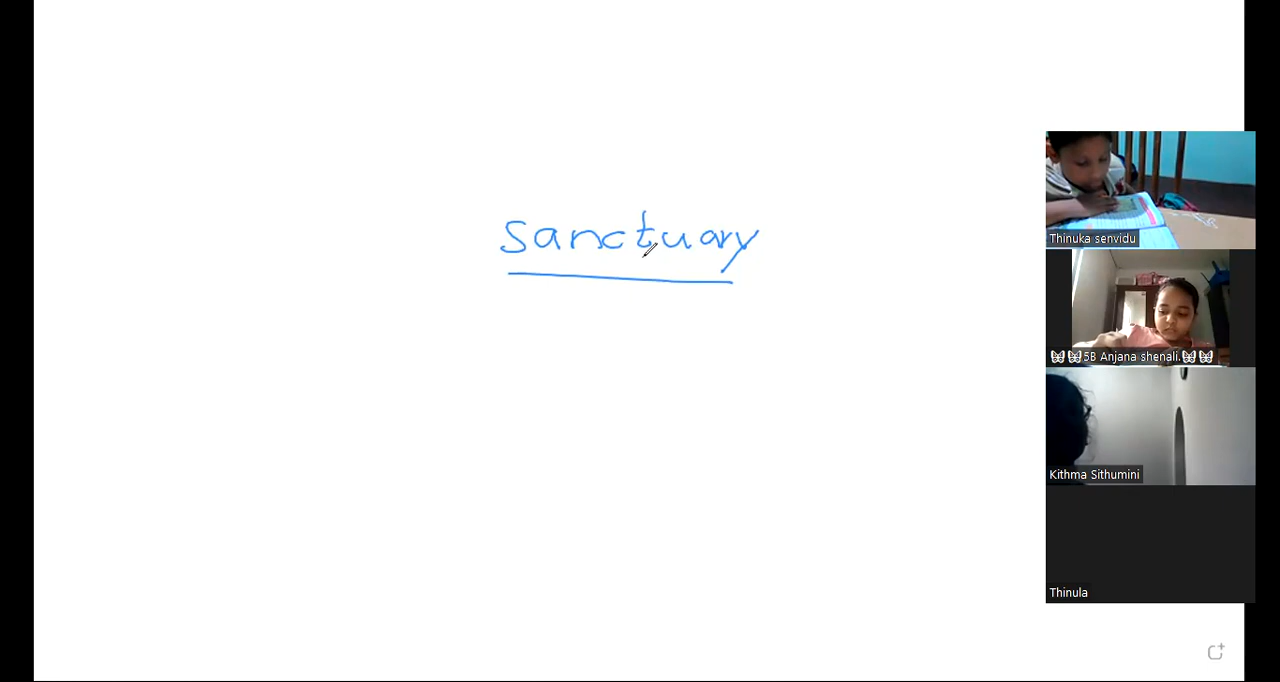 sanctuary
Thinuka senvidu
5B Anjana shenali.
Kithma Sithumini
Thinula